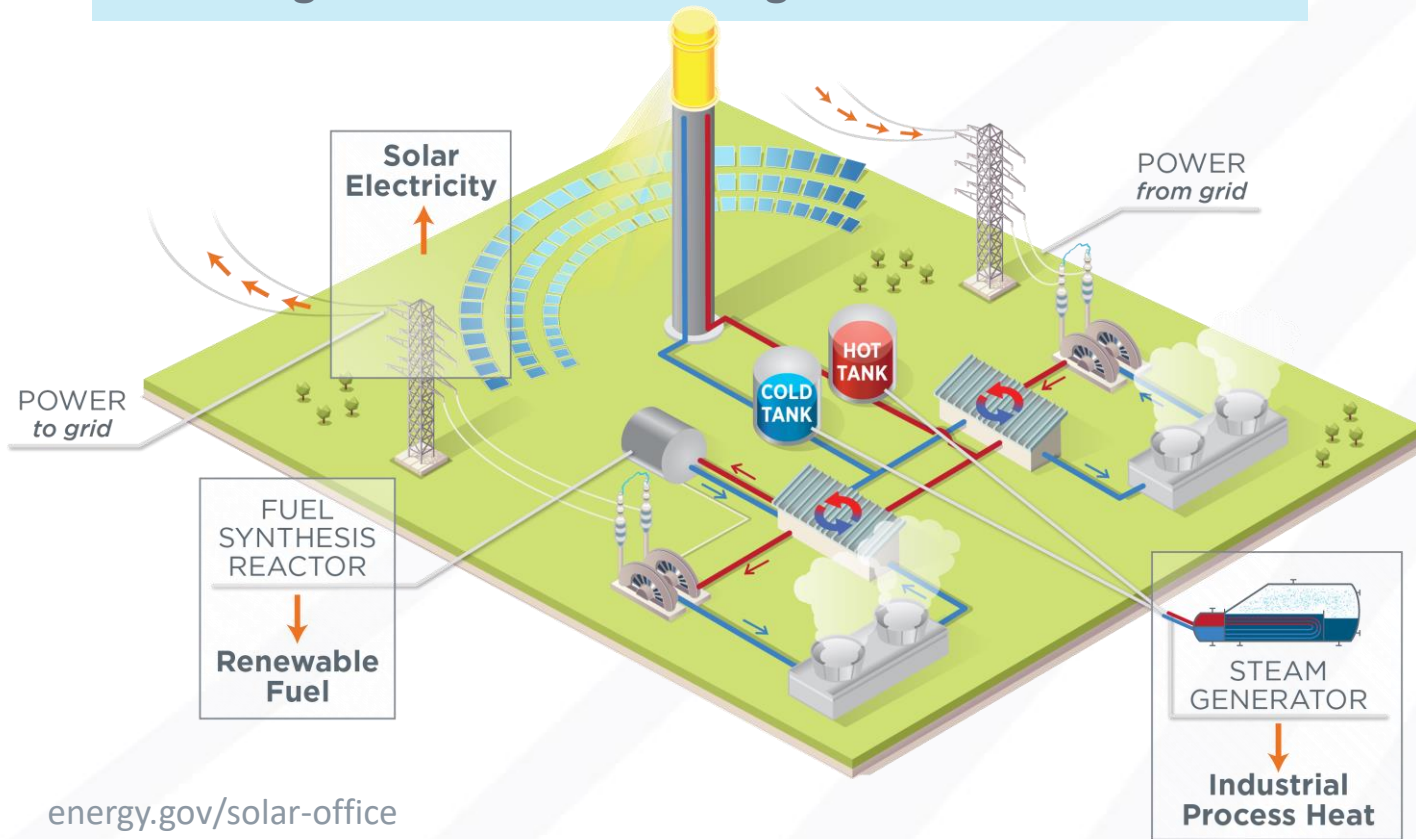 Solar
Electricity
POWER
from grid
HOT
TANK
COLD
TANK
POWER
to grid
FUEL
SYNTHESIS
REACTOR
Renewable
Fuel
STEAM
GENERATOR
Industrial
Process Heat
energy.gov/solar-office